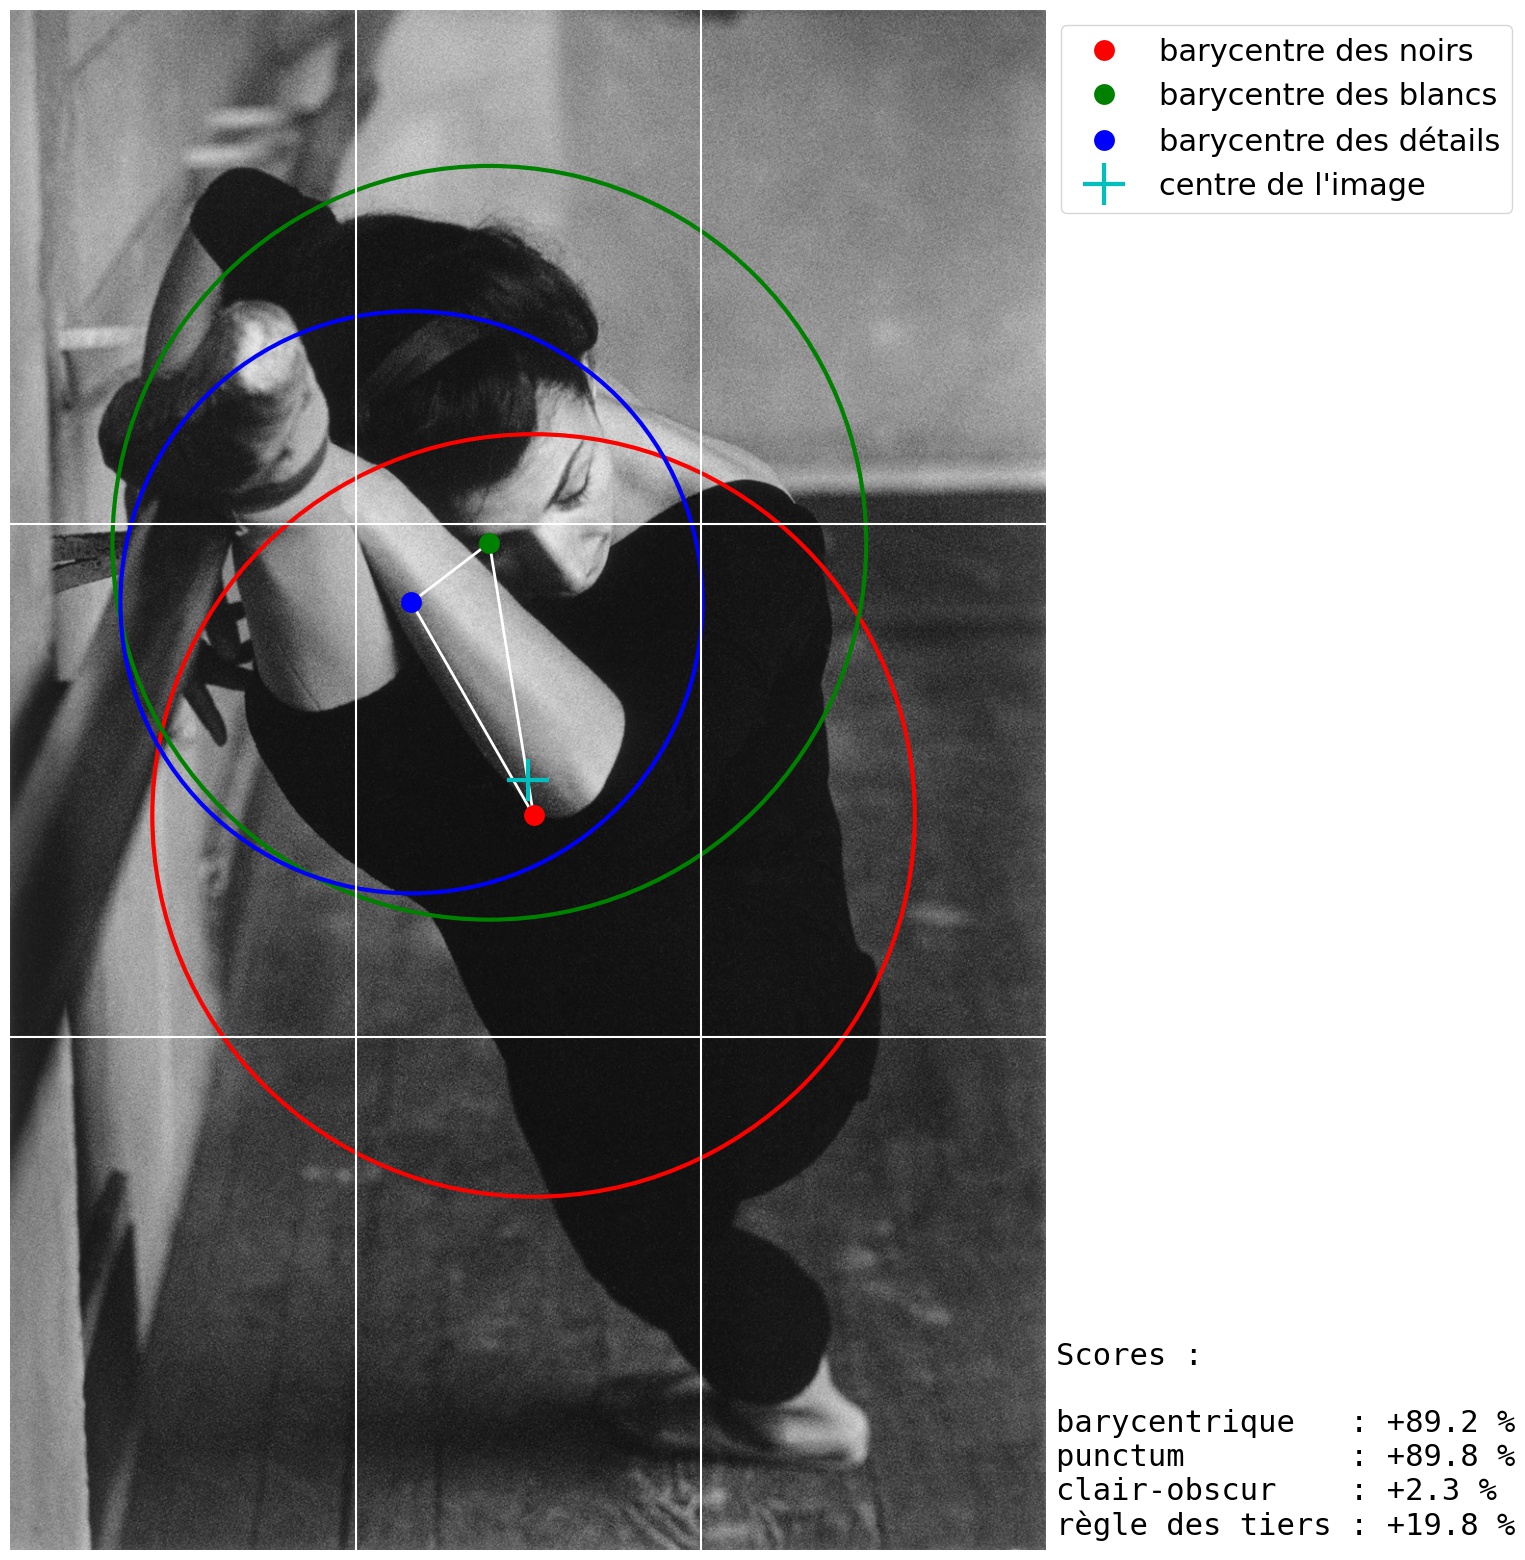 barycentre des noirs
barycentre des blancs
barycentre des détails
centre de l'image
Scores :
barycentrique : +89.2 %
punctum : +89.8 %
clair-obscur : +2.3 %
règle des tiers : +19.8 %